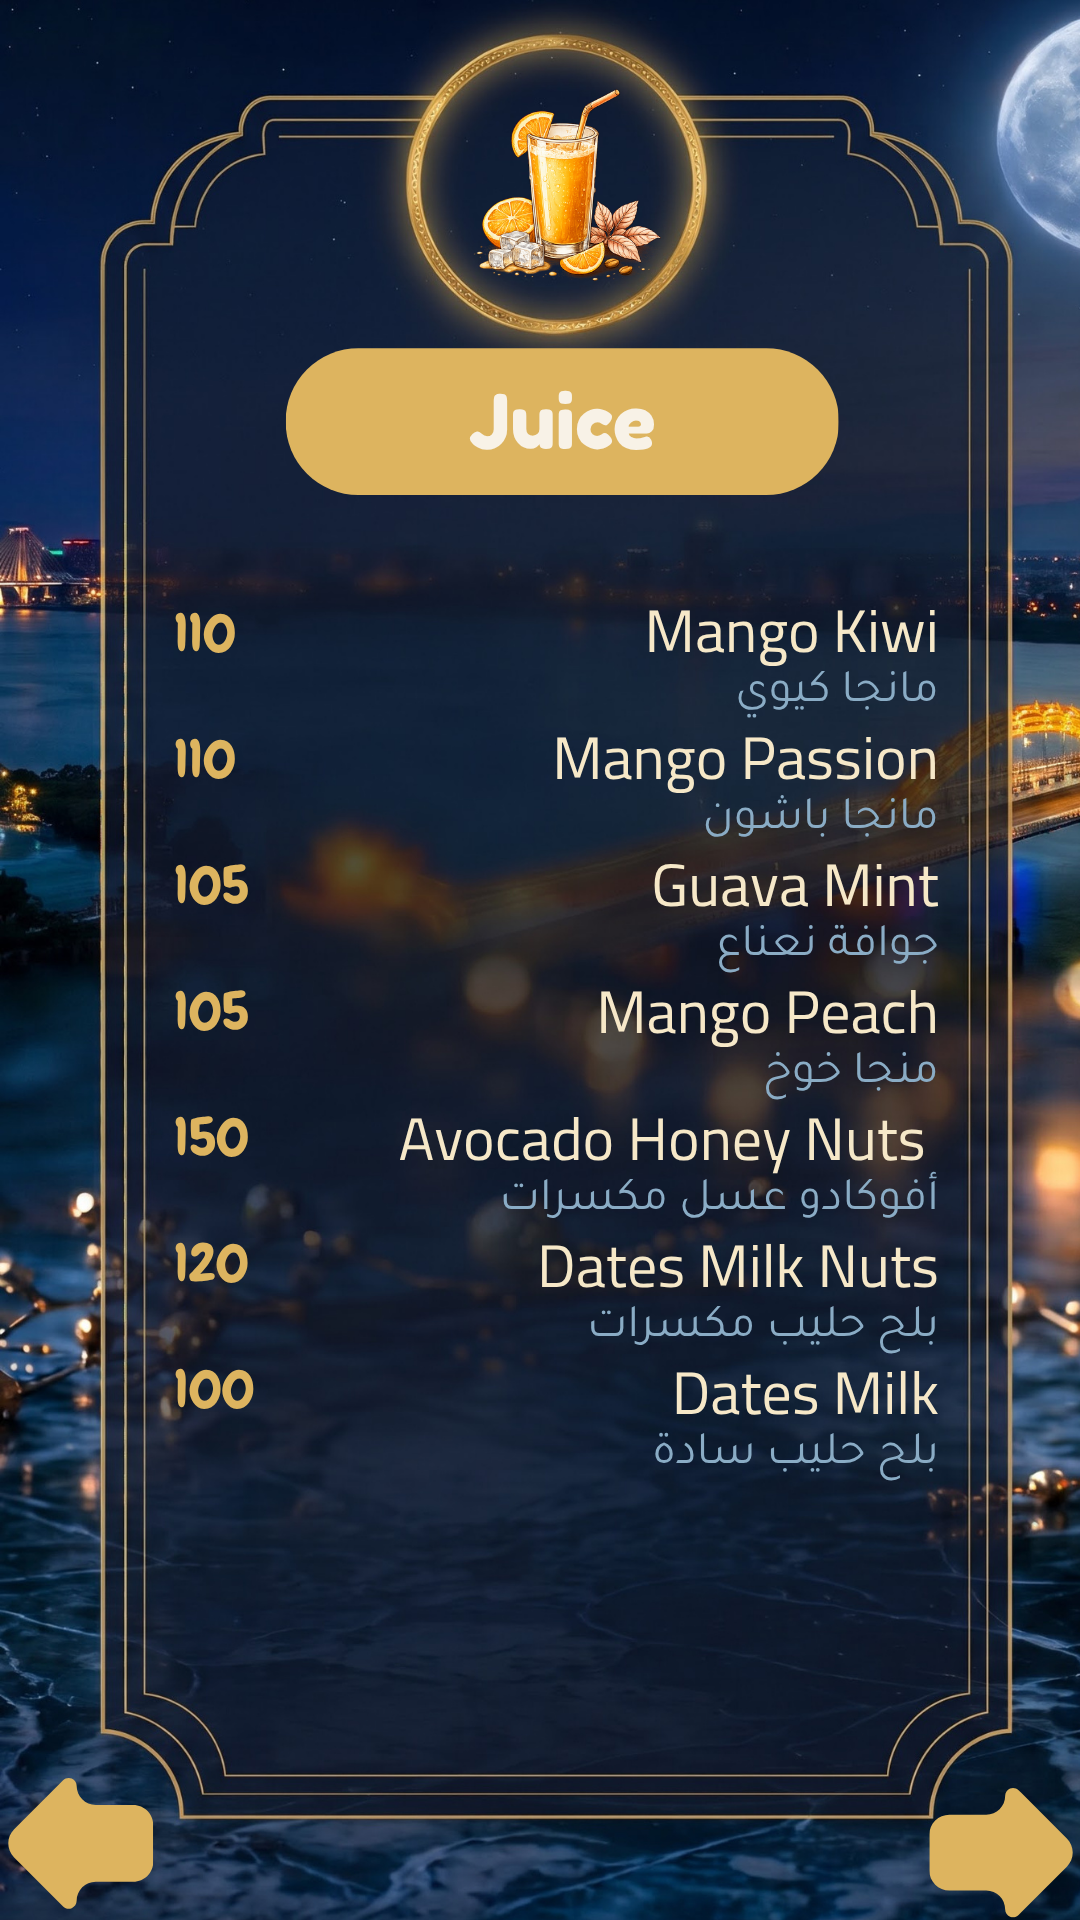 Juice
110 Mango Kiwi
مانجا كيوي
110 Mango Passion
مانجا باشون
105 Guava Mint
جوافة نعناع
105 Mango Peach
منجا خوخ
150 Avocado Honey Nuts
أفوكادو عسل مكسرات
120 Dates Milk Nuts
بلح حليب مكسرات
100 Dates Milk
بلح حليب سادة